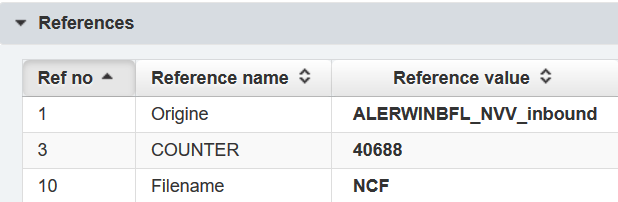 References
Ref no Reference name Reference value
1 Origine ALERWINBFL_NVV_inbound
3 COUNTER 40688
10 Filename NCF